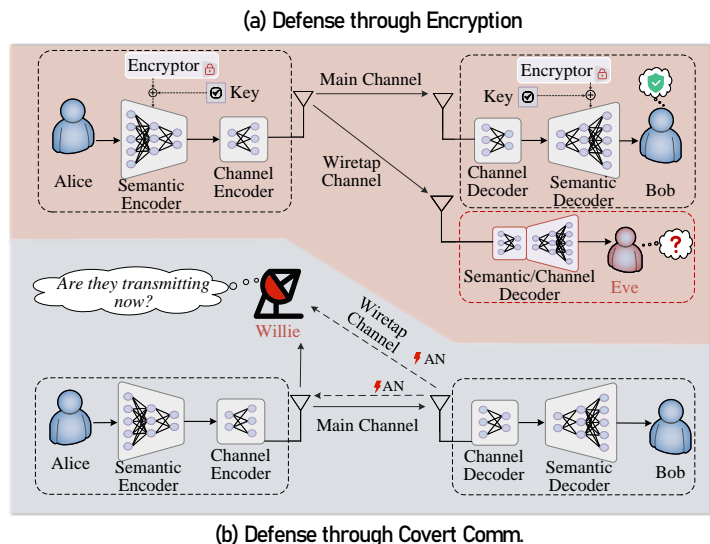 (a) Defense through Encryption
Encryptor
Key
Alice
Semantic
Encoder
Channel
Encoder
Main Channel
Wiretap
Channel
Encryptor
Key
Channel
Decoder
Semantic
Decoder
Bob
Semantic/Channel
Decoder
?
Eve
Are they transmitting
now?
Willie
Wiretap
Channel
AN
AN
Main Channel
Alice
Semantic
Encoder
Channel
Encoder
Channel
Decoder
Semantic
Decoder
Bob
(b) Defense through Covert Comm.